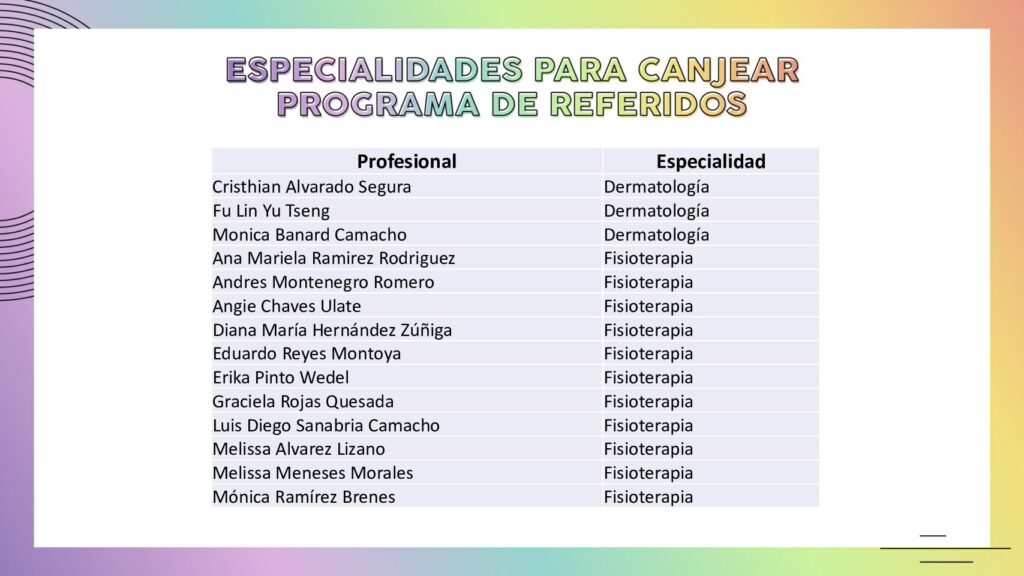 ESPECIALIDADES PARA CANJEAR
PROGRAMA DE REFERIDOS
Profesional Especialidad
Cristhian Alvarado Segura Dermatología
Fu Lin Yu Tseng Dermatología
Monica Banard Camacho Dermatología
Ana Mariela Ramirez Rodriguez Fisioterapia
Andres Montenegro Romero Fisioterapia
Angie Chaves Ulate Fisioterapia
Diana María Hernández Zúñiga Fisioterapia
Eduardo Reyes Montoya Fisioterapia
Erika Pinto Wedel Fisioterapia
Graciela Rojas Quesada Fisioterapia
Luis Diego Sanabria Camacho Fisioterapia
Melissa Alvarez Lizano Fisioterapia
Melissa Meneses Morales Fisioterapia
Mónica Ramírez Brenes Fisioterapia